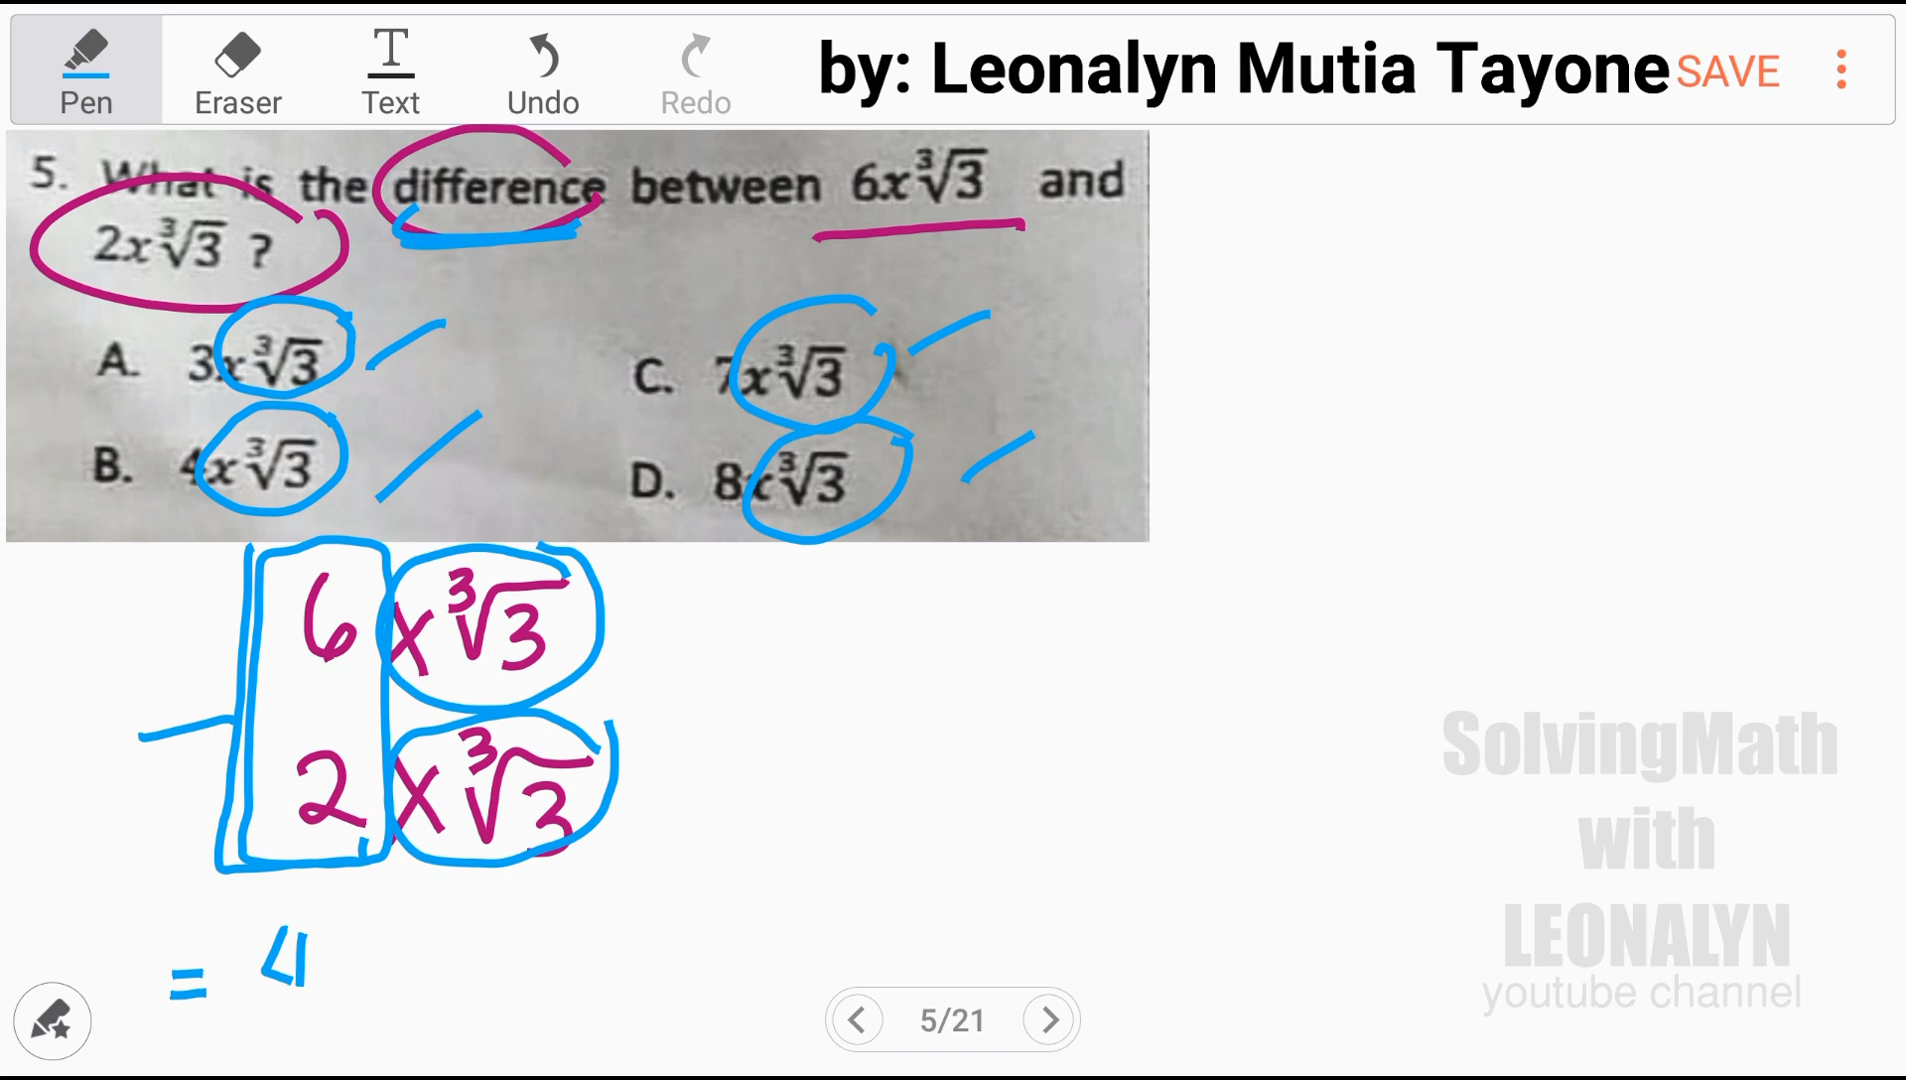 Pen
Eraser
Text
Undo
Redo
by: Leonalyn Mutia Tayone
SAVE
5. What is the difference between 6x∛3 and
2x∛3 ?
A. 3x∛3
C. 7x∛3
B. 4x∛3
D. 8x∛3
6x∛3
2x∛3
= 4
SolvingMath
with
LEONALYN
youtube channel
5/21